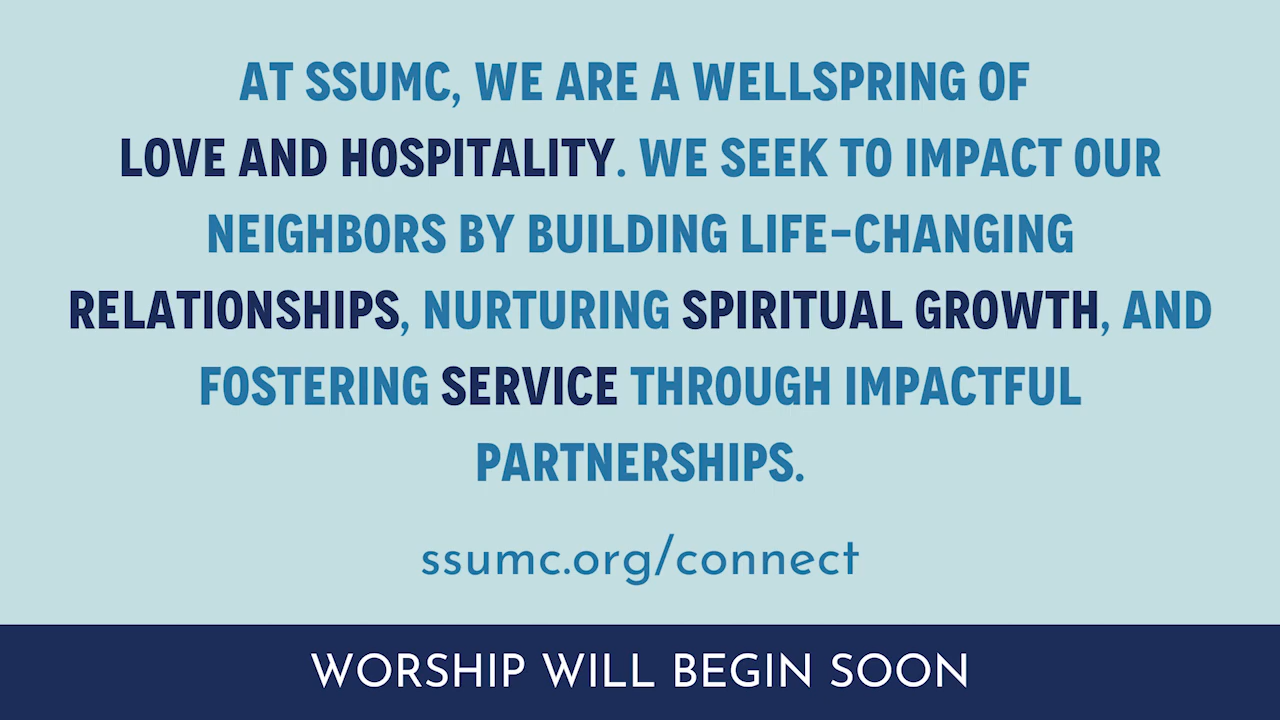 AT SSUMC, WE ARE A WELLSPRING OF
LOVE AND HOSPITALITY. WE SEEK TO IMPACT OUR
NEIGHBORS BY BUILDING LIFE-CHANGING
RELATIONSHIPS, NURTURING SPIRITUAL GROWTH, AND
FOSTERING SERVICE THROUGH IMPACTFUL
PARTNERSHIPS.
ssumc.org/connect
WORSHIP WILL BEGIN SOON